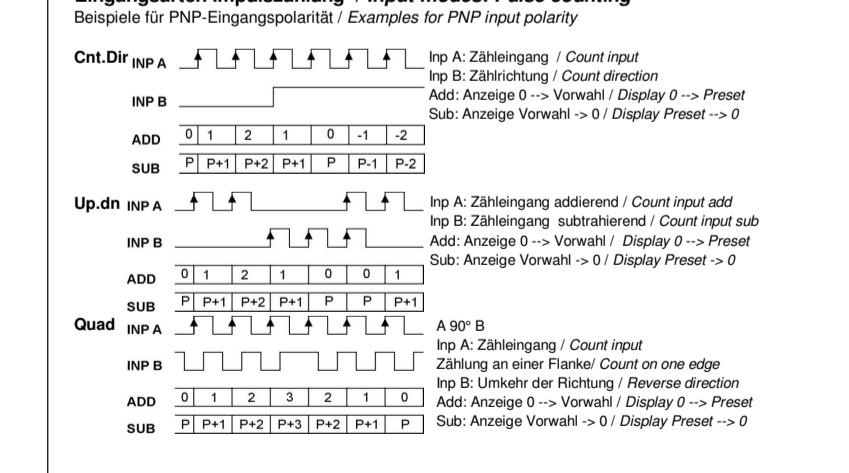 Eingangsarten Impulszählung / Input modes: Pulse counting
Beispiele für PNP-Eingangspolarität / Examples for PNP input polarity
Cnt.Dir INP A
Inp A: Zähleingang / Count input
Inp B: Zählrichtung / Count direction
INP B
Add: Anzeige 0 --> Vorwahl / Display 0 --> Preset
Sub: Anzeige Vorwahl -> 0 / Display Preset --> 0
ADD 0 1 2 1 0 -1 -2
SUB P P+1 P+2 P+1 P P-1 P-2
Up.dn INP A
Inp A: Zähleingang addierend / Count input add
Inp B: Zähleingang subtrahierend / Count input sub
INP B
Add: Anzeige 0 --> Vorwahl / Display 0 --> Preset
Sub: Anzeige Vorwahl -> 0 / Display Preset -> 0
ADD 0 1 2 1 0 0 1
SUB P P+1 P+2 P+1 P P P+1
Quad INP A
A 90° B
Inp A: Zähleingang / Count input
INP B
Zählung an einer Flanke/ Count on one edge
Inp B: Umkehr der Richtung / Reverse direction
ADD 0 1 2 3 2 1 0
Add: Anzeige 0 --> Vorwahl / Display 0 --> Preset
Sub: Anzeige Vorwahl -> 0 / Display Preset --> 0
SUB P P+1 P+2 P+3 P+2 P+1 P